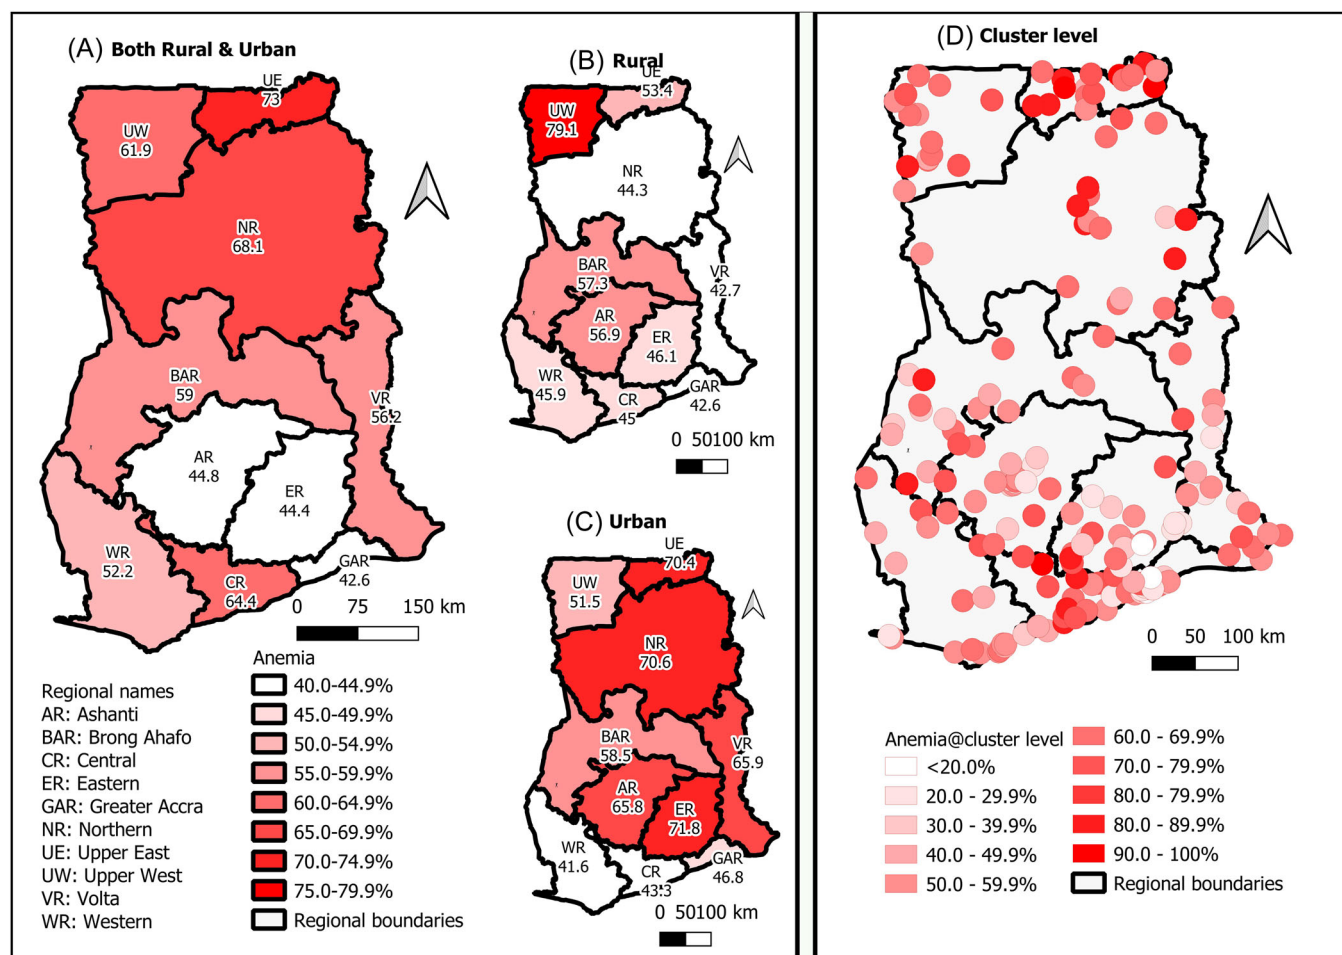 (A) Both Rural & Urban
UE
73
UW
61.9
NR
68.1
BAR
59
VR
56.2
AR
44.8
ER
44.4
WR
52.2
GAR
42.6
CR
64.4
0 75 150 km
Regional names
AR: Ashanti
BAR: Brong Ahafo
CR: Central
ER: Eastern
GAR: Greater Accra
NR: Northern
UE: Upper East
UW: Upper West
VR: Volta
WR: Western
Anemia
40.0-44.9%
45.0-49.9%
50.0-54.9%
55.0-59.9%
60.0-64.9%
65.0-69.9%
70.0-74.9%
75.0-79.9%
Regional boundaries
(B) Rural
UE
53.4
UW
79.1
NR
44.3
BAR
57.3
VR
42.7
AR
56.9
ER
46.1
WR
45.9
GAR
42.6
CR
45
0 50100 km
(C) Urban
UE
70.4
UW
51.5
NR
70.6
BAR
58.5
VR
65.9
AR
65.8
ER
71.8
WR
41.6
GAR
46.8
CR
43.3
0 50100 km
(D) Cluster level
0 50 100 km
Anemia@cluster level
<20.0%
20.0 - 29.9%
30.0 - 39.9%
40.0 - 49.9%
50.0 - 59.9%
60.0 - 69.9%
70.0 - 79.9%
80.0 - 79.9%
80.0 - 89.9%
90.0 - 100%
Regional boundaries